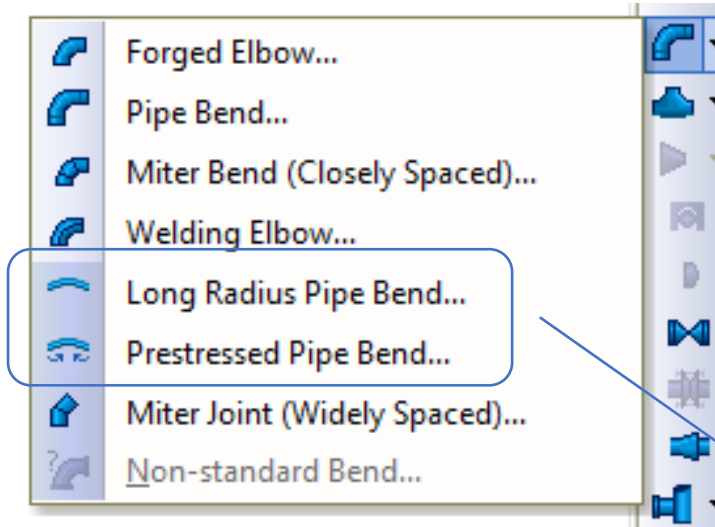 Forged Elbow...
Pipe Bend...
Miter Bend (Closely Spaced)...
Welding Elbow...
Long Radius Pipe Bend...
Prestressed Pipe Bend...
Miter Joint (Widely Spaced)...
Non-standard Bend...